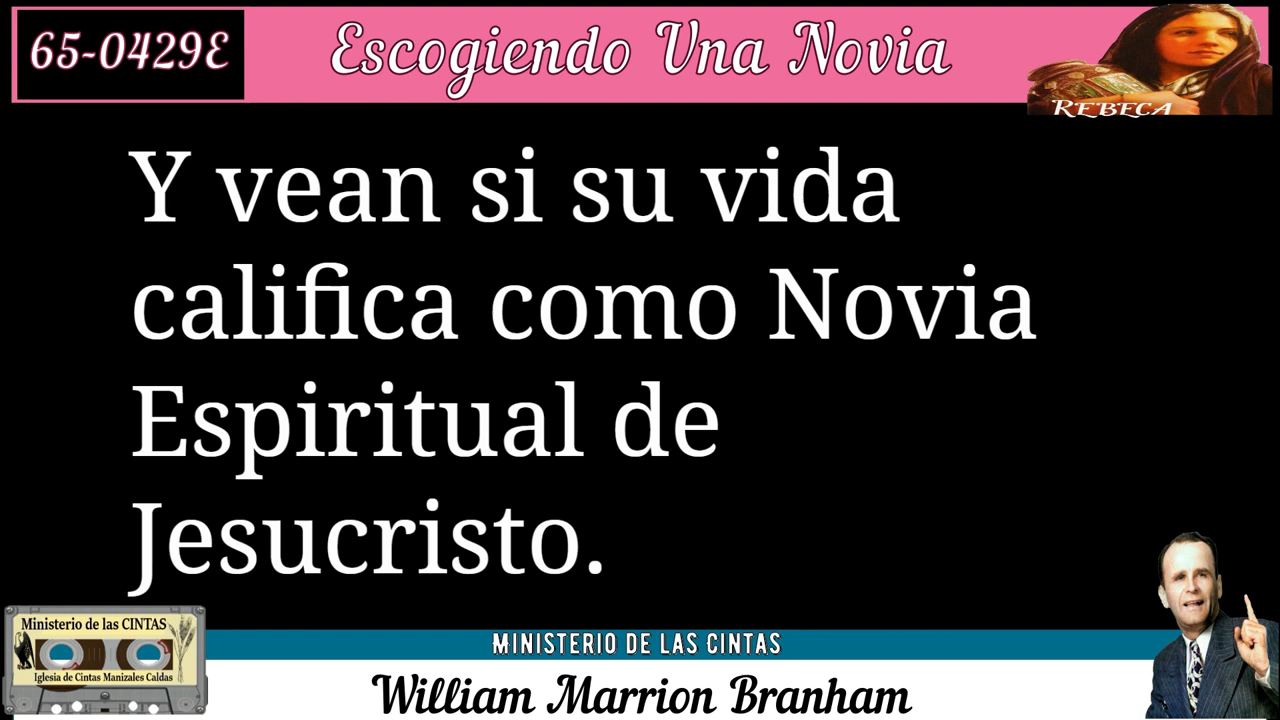 65-0429E
Escogiendo Una Novia
REBECA
Y vean si su vida
califica como Novia
Espiritual de
Jesucristo.
Ministerio de las CINTAS
Iglesia de Cintas Manizales Caldas
MINISTERIO DE LAS CINTAS
William Marrion Branham